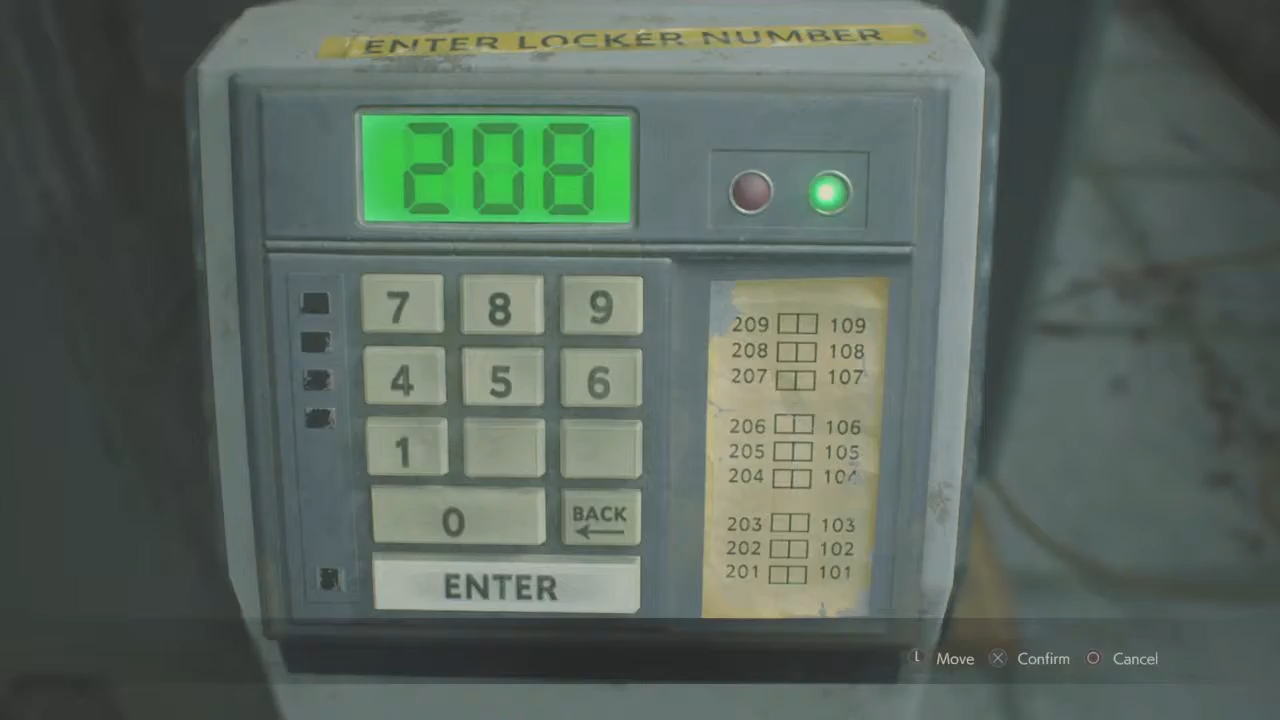 ENTER LOCKER NUMBER
208
7 8 9
4 5 6
1
0 BACK
ENTER
209 109
208 108
207 107
206 106
205 105
204 104
203 103
202 102
201 101
L Move Confirm Cancel